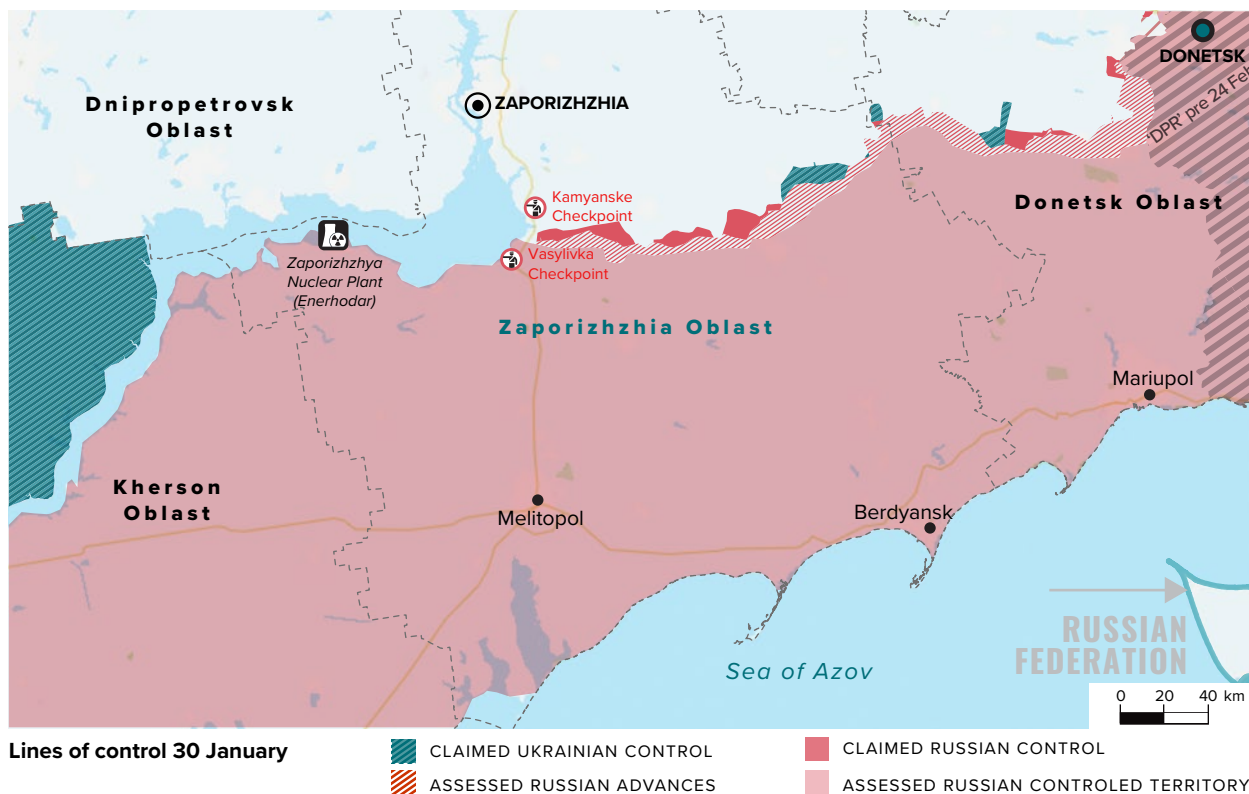 DONETSK
'DPR' pre 24 Feb
Dnipropetrovsk
Oblast
ZAPORIZHZHIA
Kamyanske
Checkpoint
Donetsk Oblast
Zaporizhzhya
Nuclear Plant
(Enerhodar)
Vasylivka
Checkpoint
Zaporizhzhia Oblast
Mariupol
Kherson
Oblast
Melitopol
Berdyansk
RUSSIAN
FEDERATION
Sea of Azov
0 20 40 km
Lines of control 30 January
CLAIMED UKRAINIAN CONTROL
CLAIMED RUSSIAN CONTROL
ASSESSED RUSSIAN ADVANCES
ASSESSED RUSSIAN CONTROLED TERRITORY